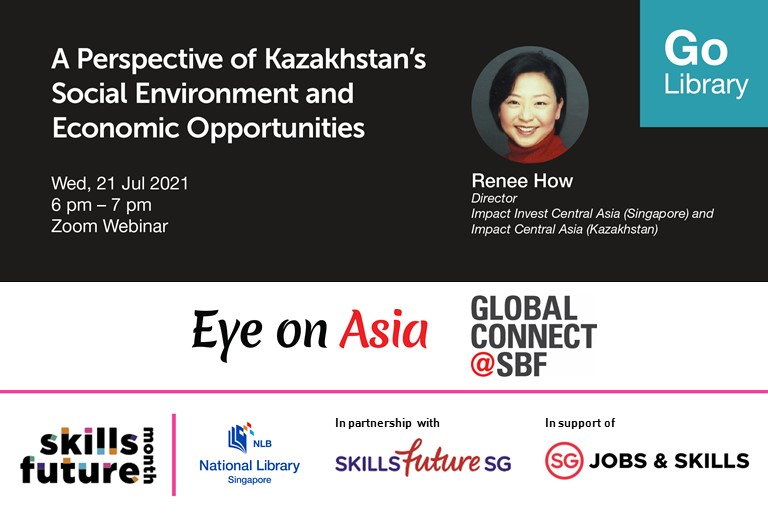 A Perspective of Kazakhstan's
Social Environment and
Economic Opportunities
Wed, 21 Jul 2021
6 pm – 7 pm
Zoom Webinar
Renee How
Director
Impact Invest Central Asia (Singapore) and
Impact Central Asia (Kazakhstan)
Go
Library
Eye on Asia
GLOBAL
CONNECT
@SBF
skills
future
month
NLB
National Library
Singapore
In partnership with
SKILLS future SG
In support of
SG JOBS & SKILLS